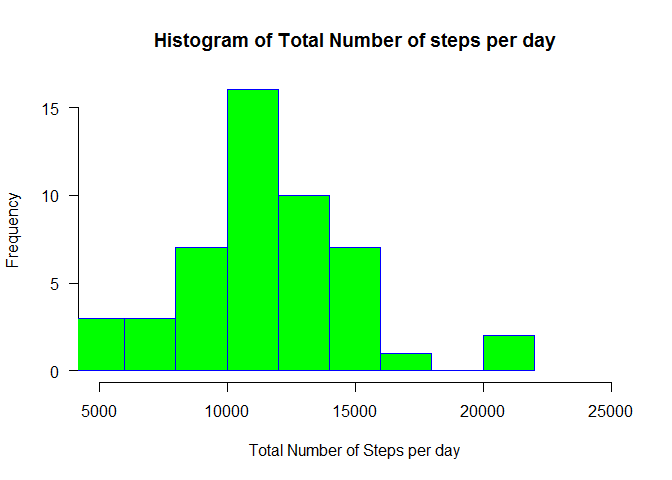 Histogram of Total Number of steps per day
Frequency
15
10
5
0
5000 10000 15000 20000 25000
Total Number of Steps per day